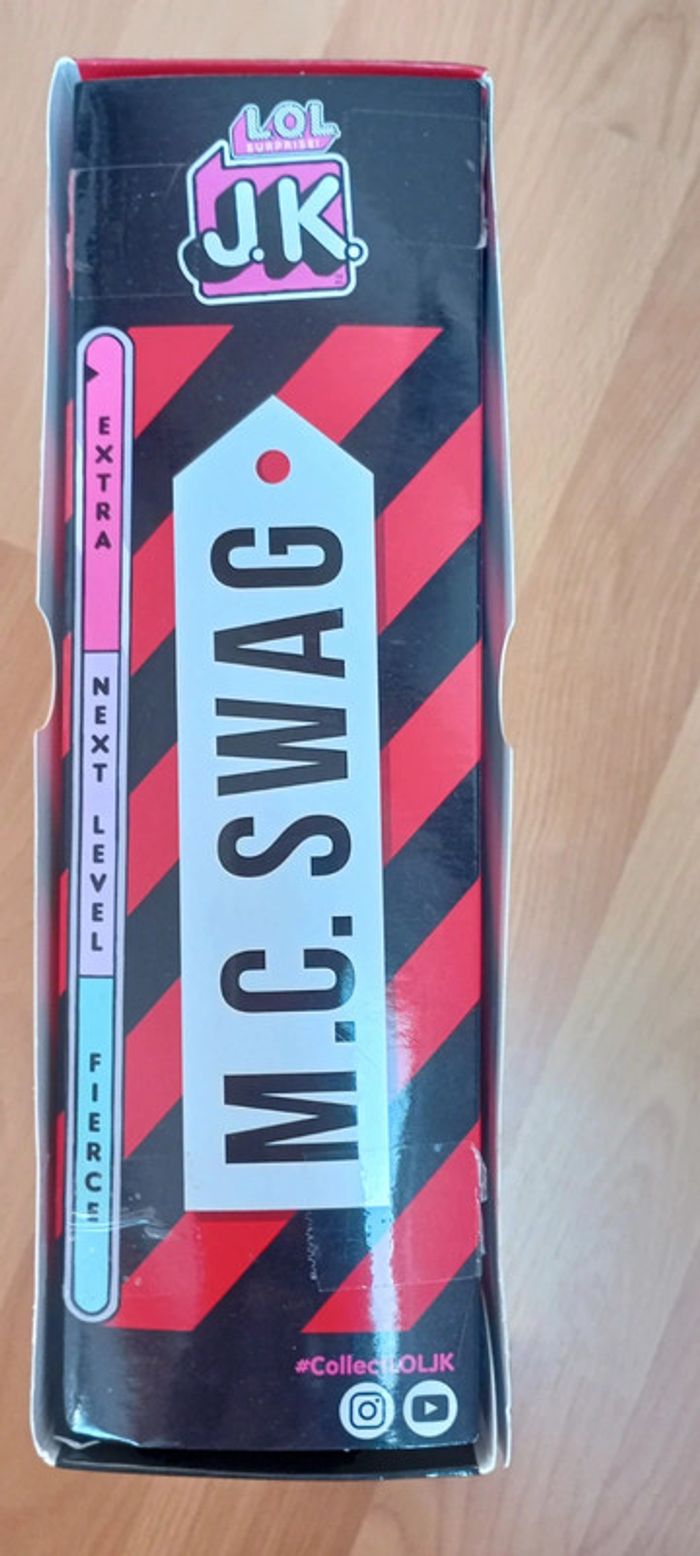 L.O.L.
SURPRISE!
J.K.
EXTRA
NEXT LEVEL
FIERCE
M.C. SWAG
#CollectLOLJK